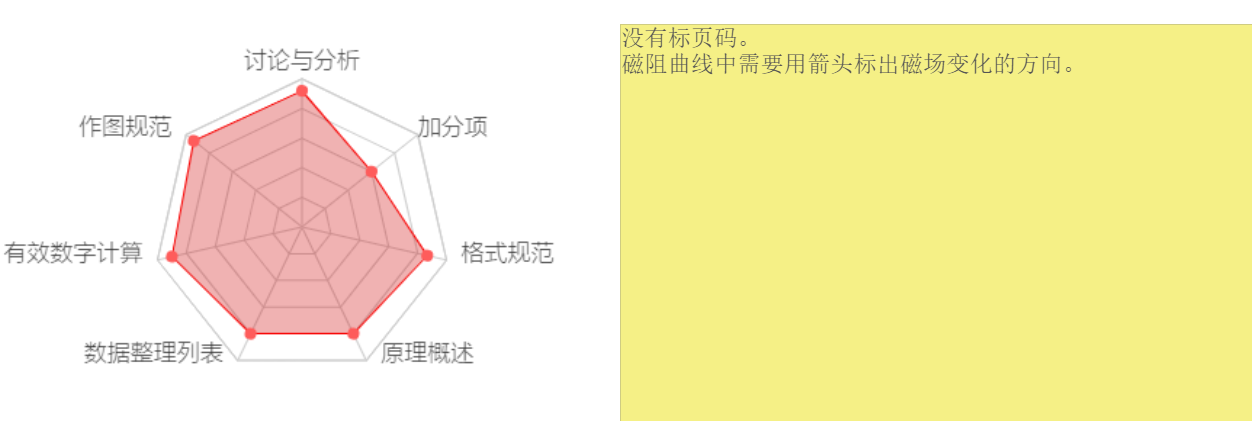 讨论与分析
作图规范
加分项
有效数字计算
格式规范
数据整理列表
原理概述
没有标页码。
磁阻曲线中需要用箭头标出磁场变化的方向。